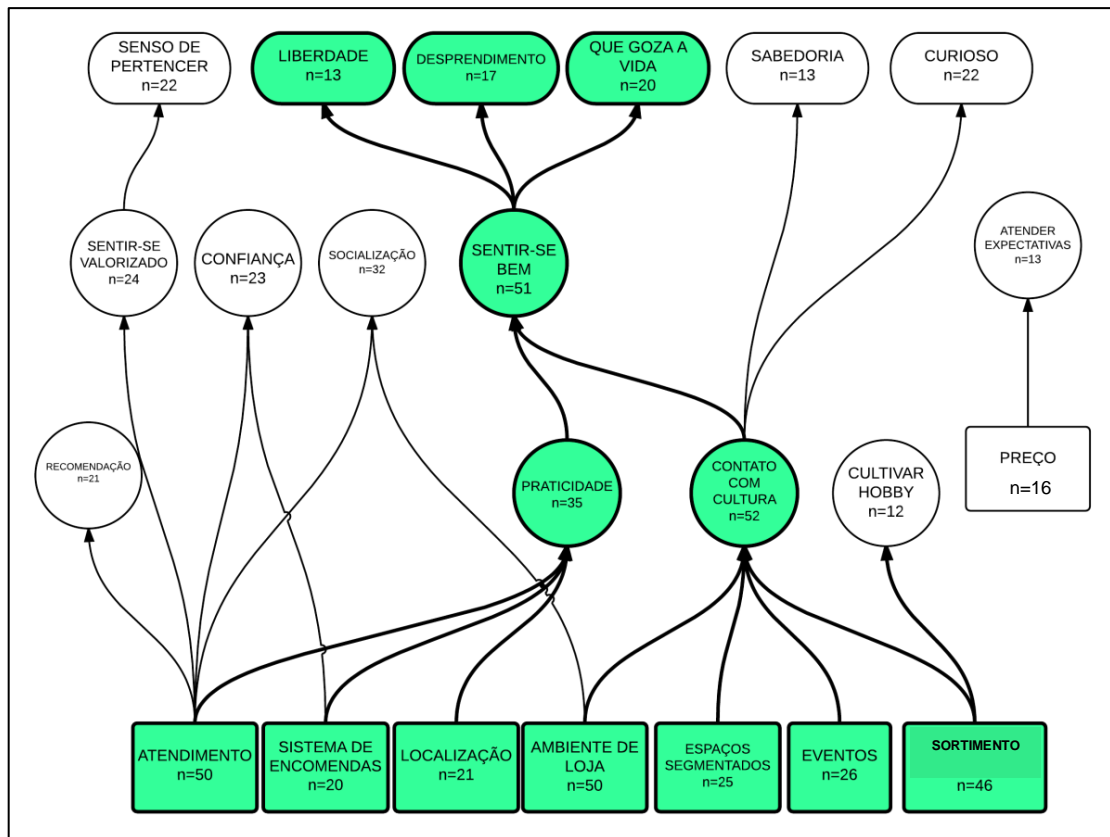 SENSO DE
PERTENCER
n=22
LIBERDADE
n=13
DESPRENDIMENTO
n=17
QUE GOZA A
VIDA
n=20
SABEDORIA
n=13
CURIOSO
n=22
SENTIR-SE
VALORIZADO
n=24
CONFIANÇA
n=23
SOCIALIZAÇÃO
n=32
SENTIR-SE
BEM
n=51
ATENDER
EXPECTATIVAS
n=13
RECOMENDAÇÃO
n=21
PRATICIDADE
n=35
CONTATO
COM
CULTURA
n=52
CULTIVAR
HOBBY
n=12
PREÇO
n=16
ATENDIMENTO
n=50
SISTEMA DE
ENCOMENDAS
n=20
LOCALIZAÇÃO
n=21
AMBIENTE DE
LOJA
n=50
ESPAÇOS
SEGMENTADOS
n=25
EVENTOS
n=26
SORTIMENTO
n=46